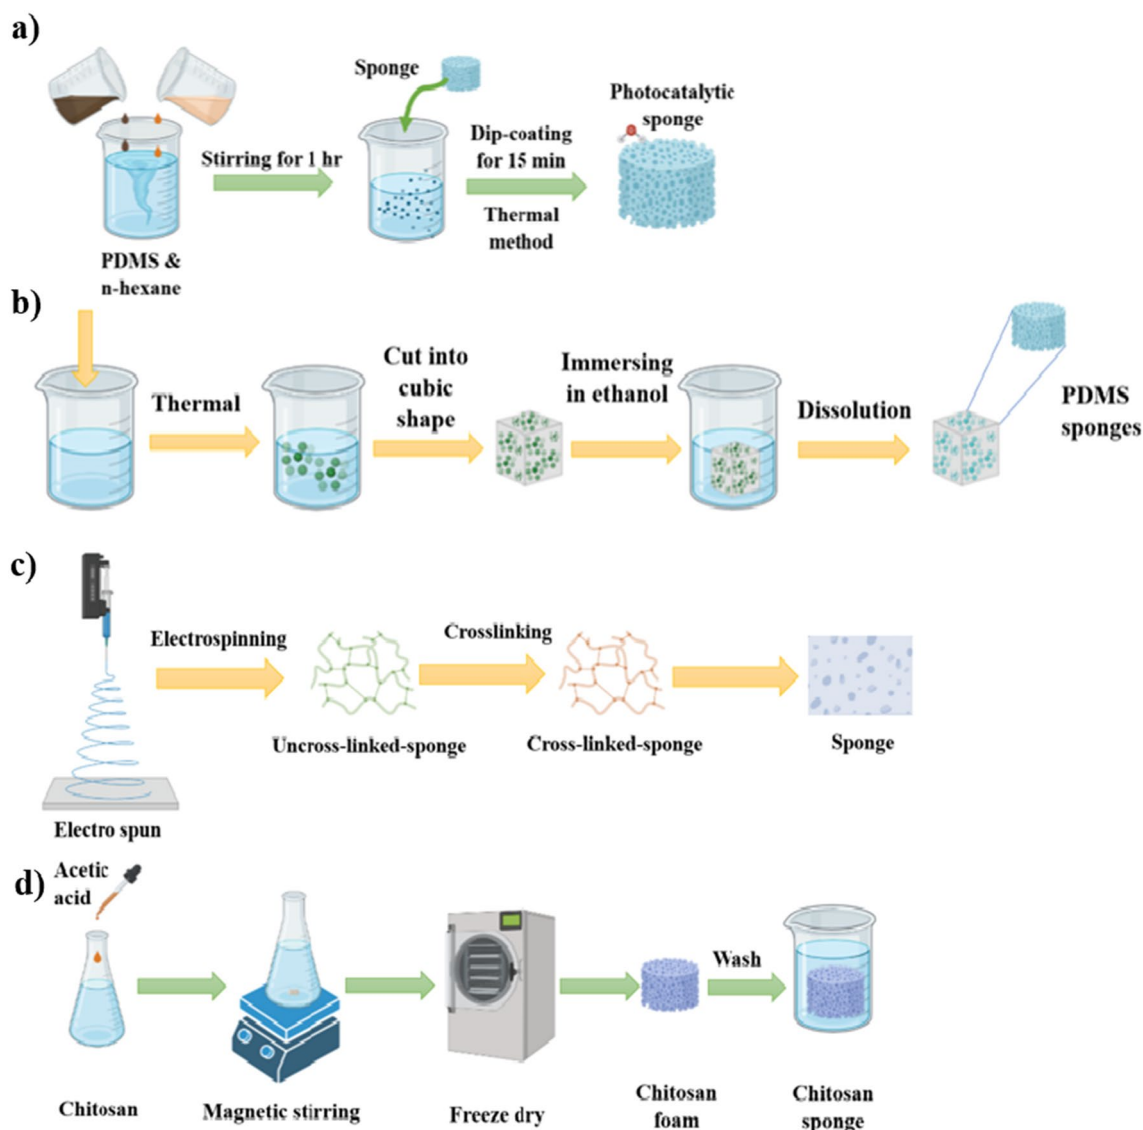 a)
Sponge
Photocatalytic
sponge
Stirring for 1 hr
Dip-coating
for 15 min
Thermal
method
PDMS &
n-hexane
b)
Thermal
Cut into
cubic
shape
Immersing
in ethanol
Dissolution
PDMS
sponges
c)
Electrospinning
Crosslinking
Uncross-linked-sponge
Cross-linked-sponge
Sponge
Electro spun
d)
Acetic
acid
Wash
Chitosan
Magnetic stirring
Freeze dry
Chitosan
foam
Chitosan
sponge